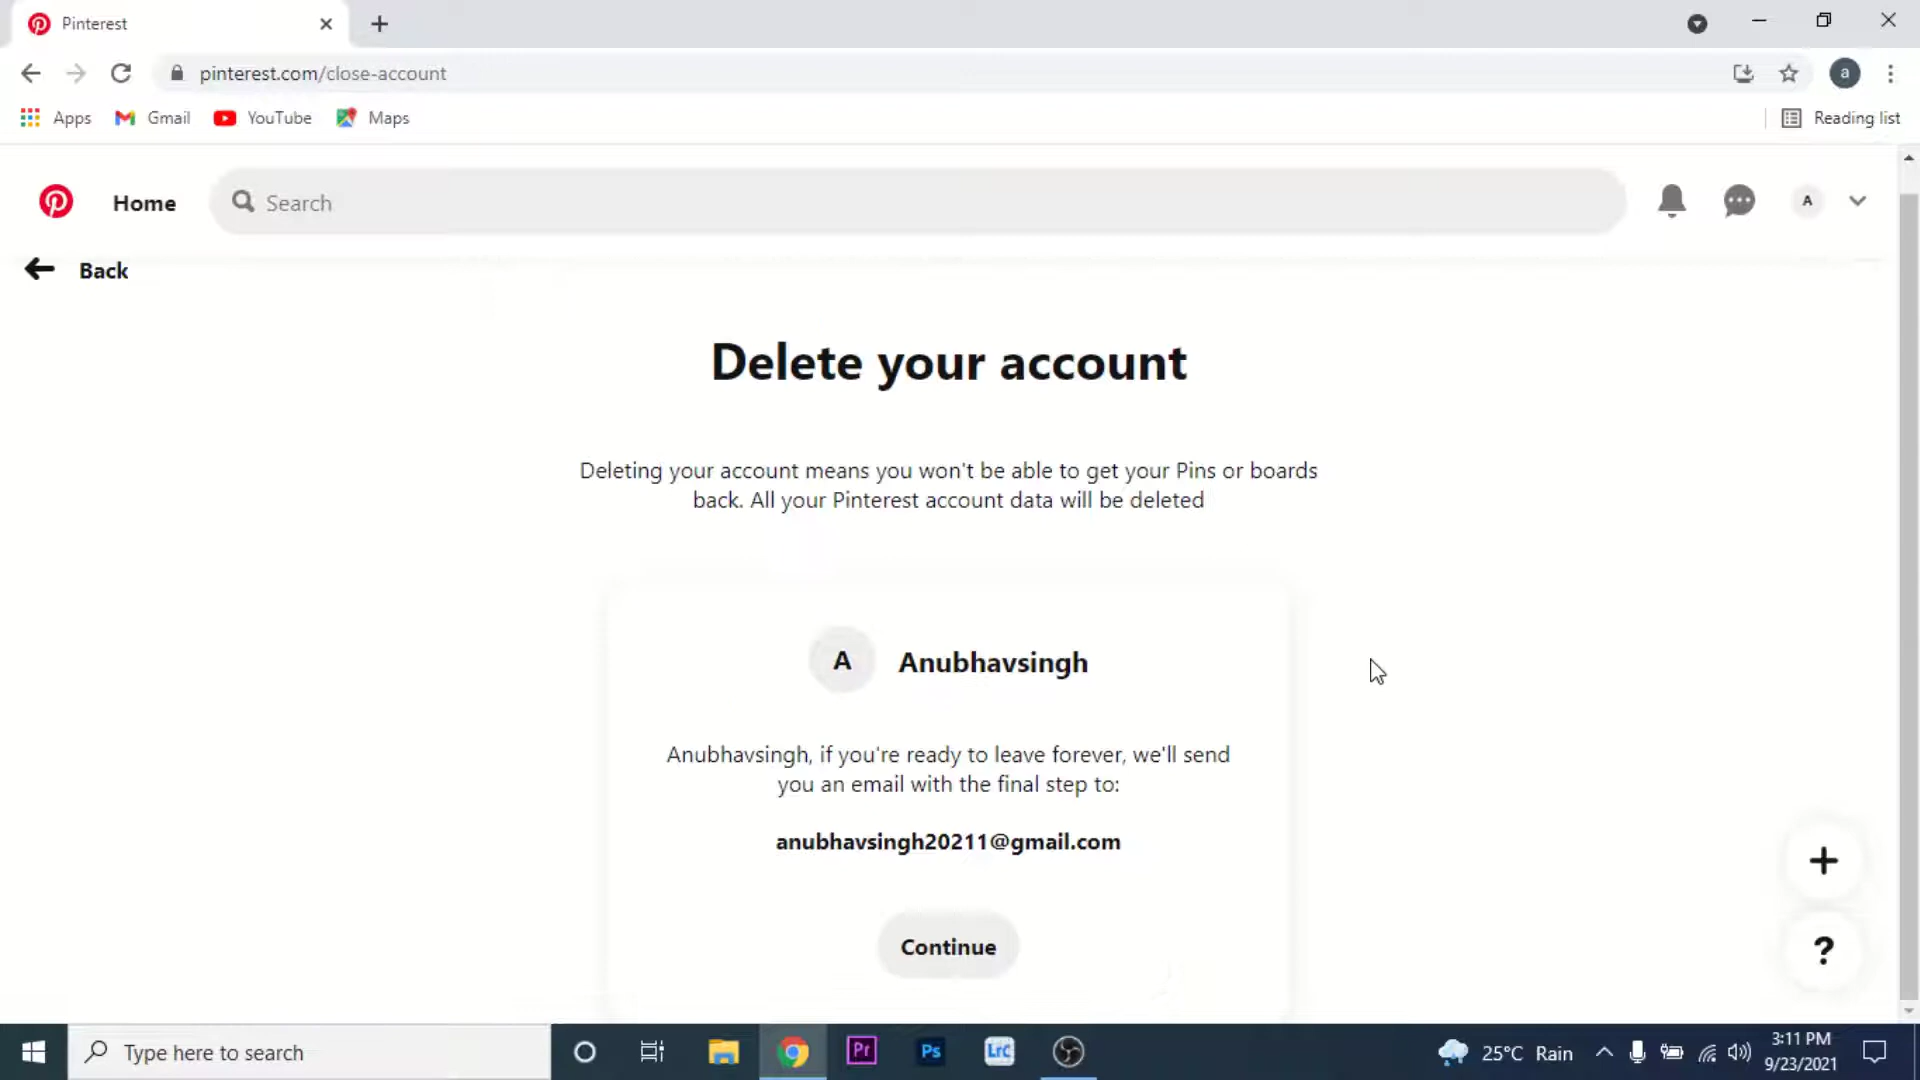 Pinterest
pinterest.com/close-account
a
Apps
Gmail
YouTube
Maps
Reading list
Home
Search
A
Back
Delete your account
Deleting your account means you won't be able to get your Pins or boards
back. All your Pinterest account data will be deleted
A
Anubhavsingh
Anubhavsingh, if you're ready to leave forever, we'll send
you an email with the final step to:
anubhavsingh20211@gmail.com
Continue
?
Type here to search
Pr
Ps
LrC
25°C Rain
3:11 PM
9/23/2021